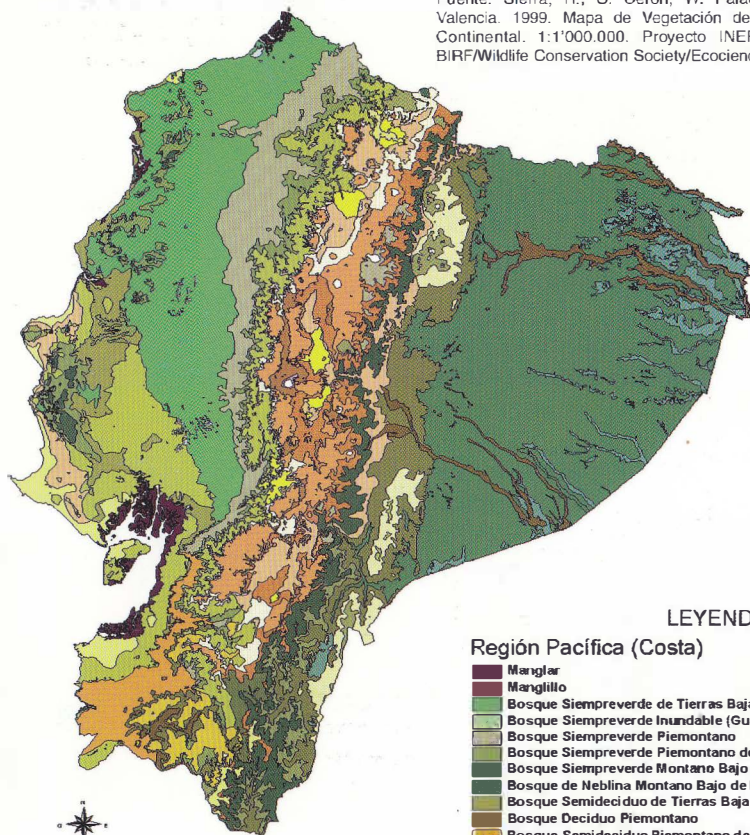 Valencia. 1999. Mapa de Vegetación de
Continental. 1:1'000.000. Proyecto INEF
BIRF/Wildlife Conservation Society/Ecocienc
LEYEND
Región Pacífica (Costa)
Manglar
Manglillo
Bosque Siempreverde de Tierras Baja
Bosque Siempreverde Inundable (Gu
Bosque Siempreverde Piemontano
Bosque Siempreverde Piemontano de
Bosque Siempreverde Montano Bajo
Bosque de Neblina Montano Bajo de
Bosque Semideciduo de Tierras Baja
Bosque Deciduo Piemontano